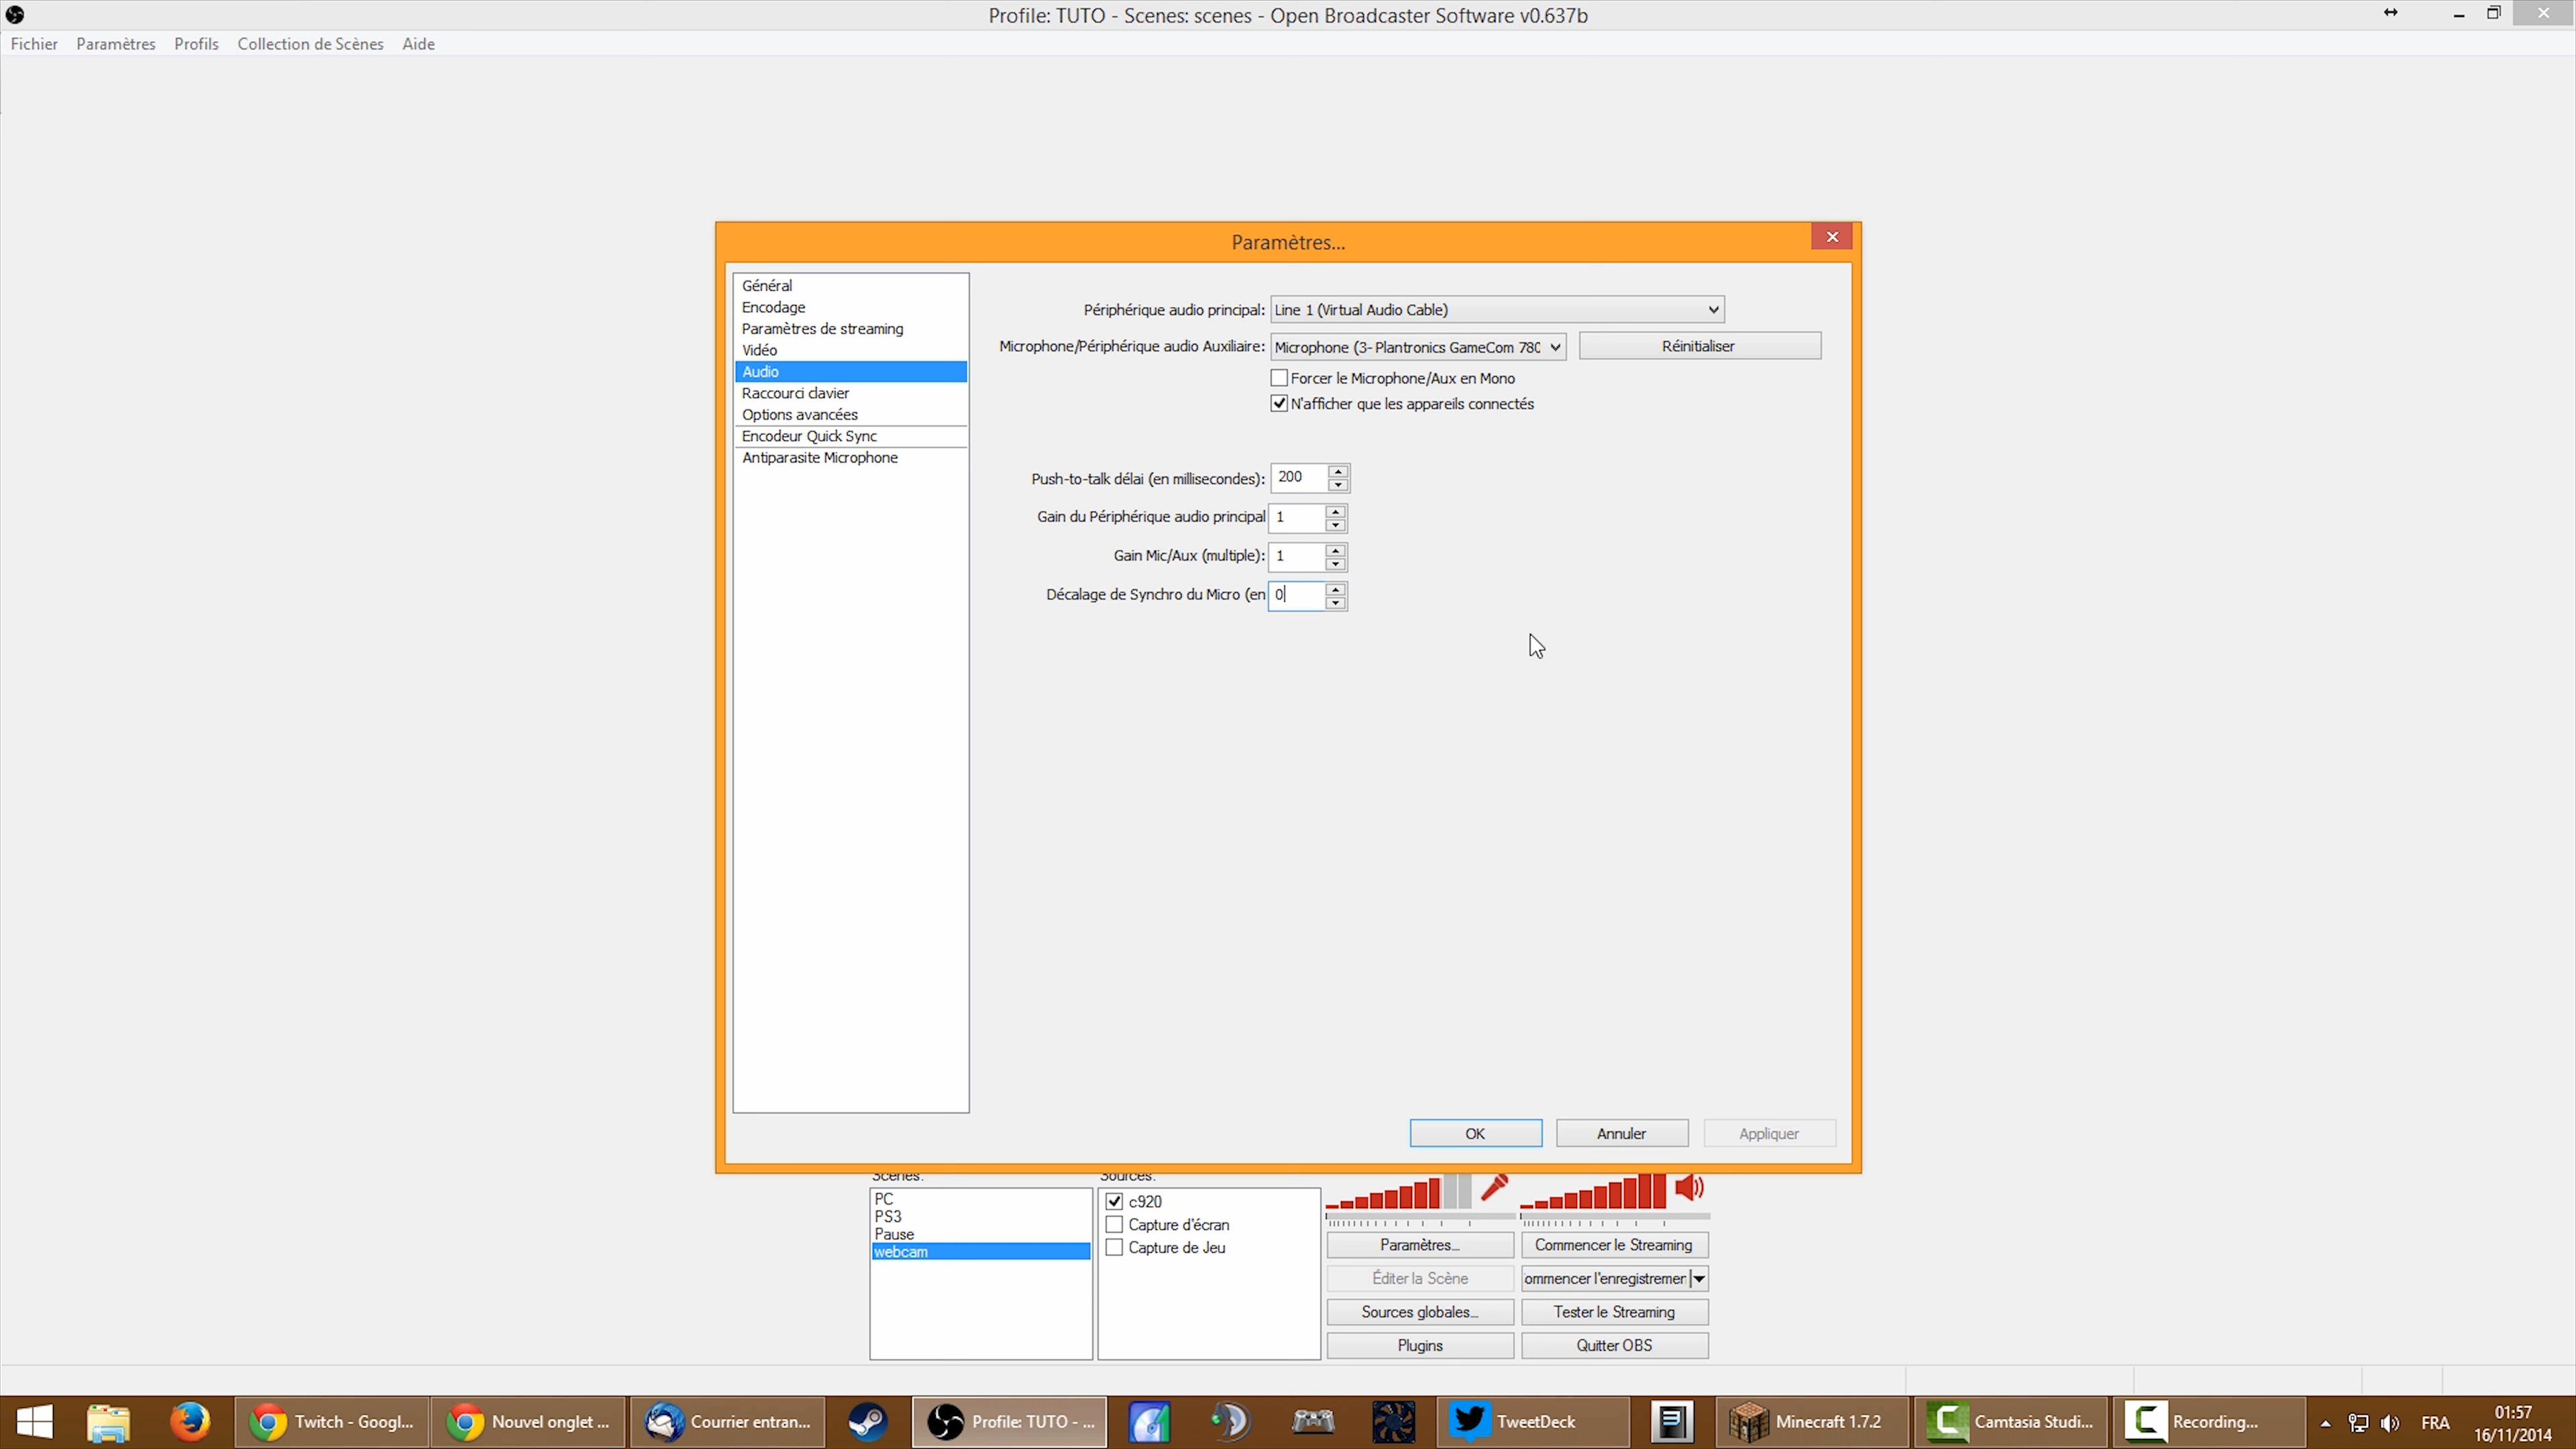 Profile: TUTO - Scenes: scenes - Open Broadcaster Software v0.637b
Fichier Paramètres Profils Collection de Scènes Aide
Paramètres...
Général
Encodage
Paramètres de streaming
Vidéo
Audio
Raccourci clavier
Options avancées
Encodeur Quick Sync
Antiparasite Microphone
Périphérique audio principal: Line 1 (Virtual Audio Cable)
Microphone/Périphérique audio Auxiliaire: Microphone (3- Plantronics GameCom 780 Réinitialiser
Forcer le Microphone/Aux en Mono
N'afficher que les appareils connectés
Push-to-talk délai (en millisecondes): 200
Gain du Périphérique audio principal 1
Gain Mic/Aux (multiple): 1
Décalage de Synchro du Micro (en 0
OK Annuler Appliquer
Scènes: Sources:
PC
PS3
Pause
webcam
c920
Capture d'écran
Capture de Jeu
Paramètres... Commencer le Streaming
Éditer la Scène ommencer l'enregistremen
Sources globales... Tester le Streaming
Plugins Quitter OBS
Twitch - Googl... Nouvel onglet ... Courrier entran... Profile: TUTO - ... TweetDeck Minecraft 1.7.2 Camtasia Studi... Recording... FRA 01:57
16/11/2014